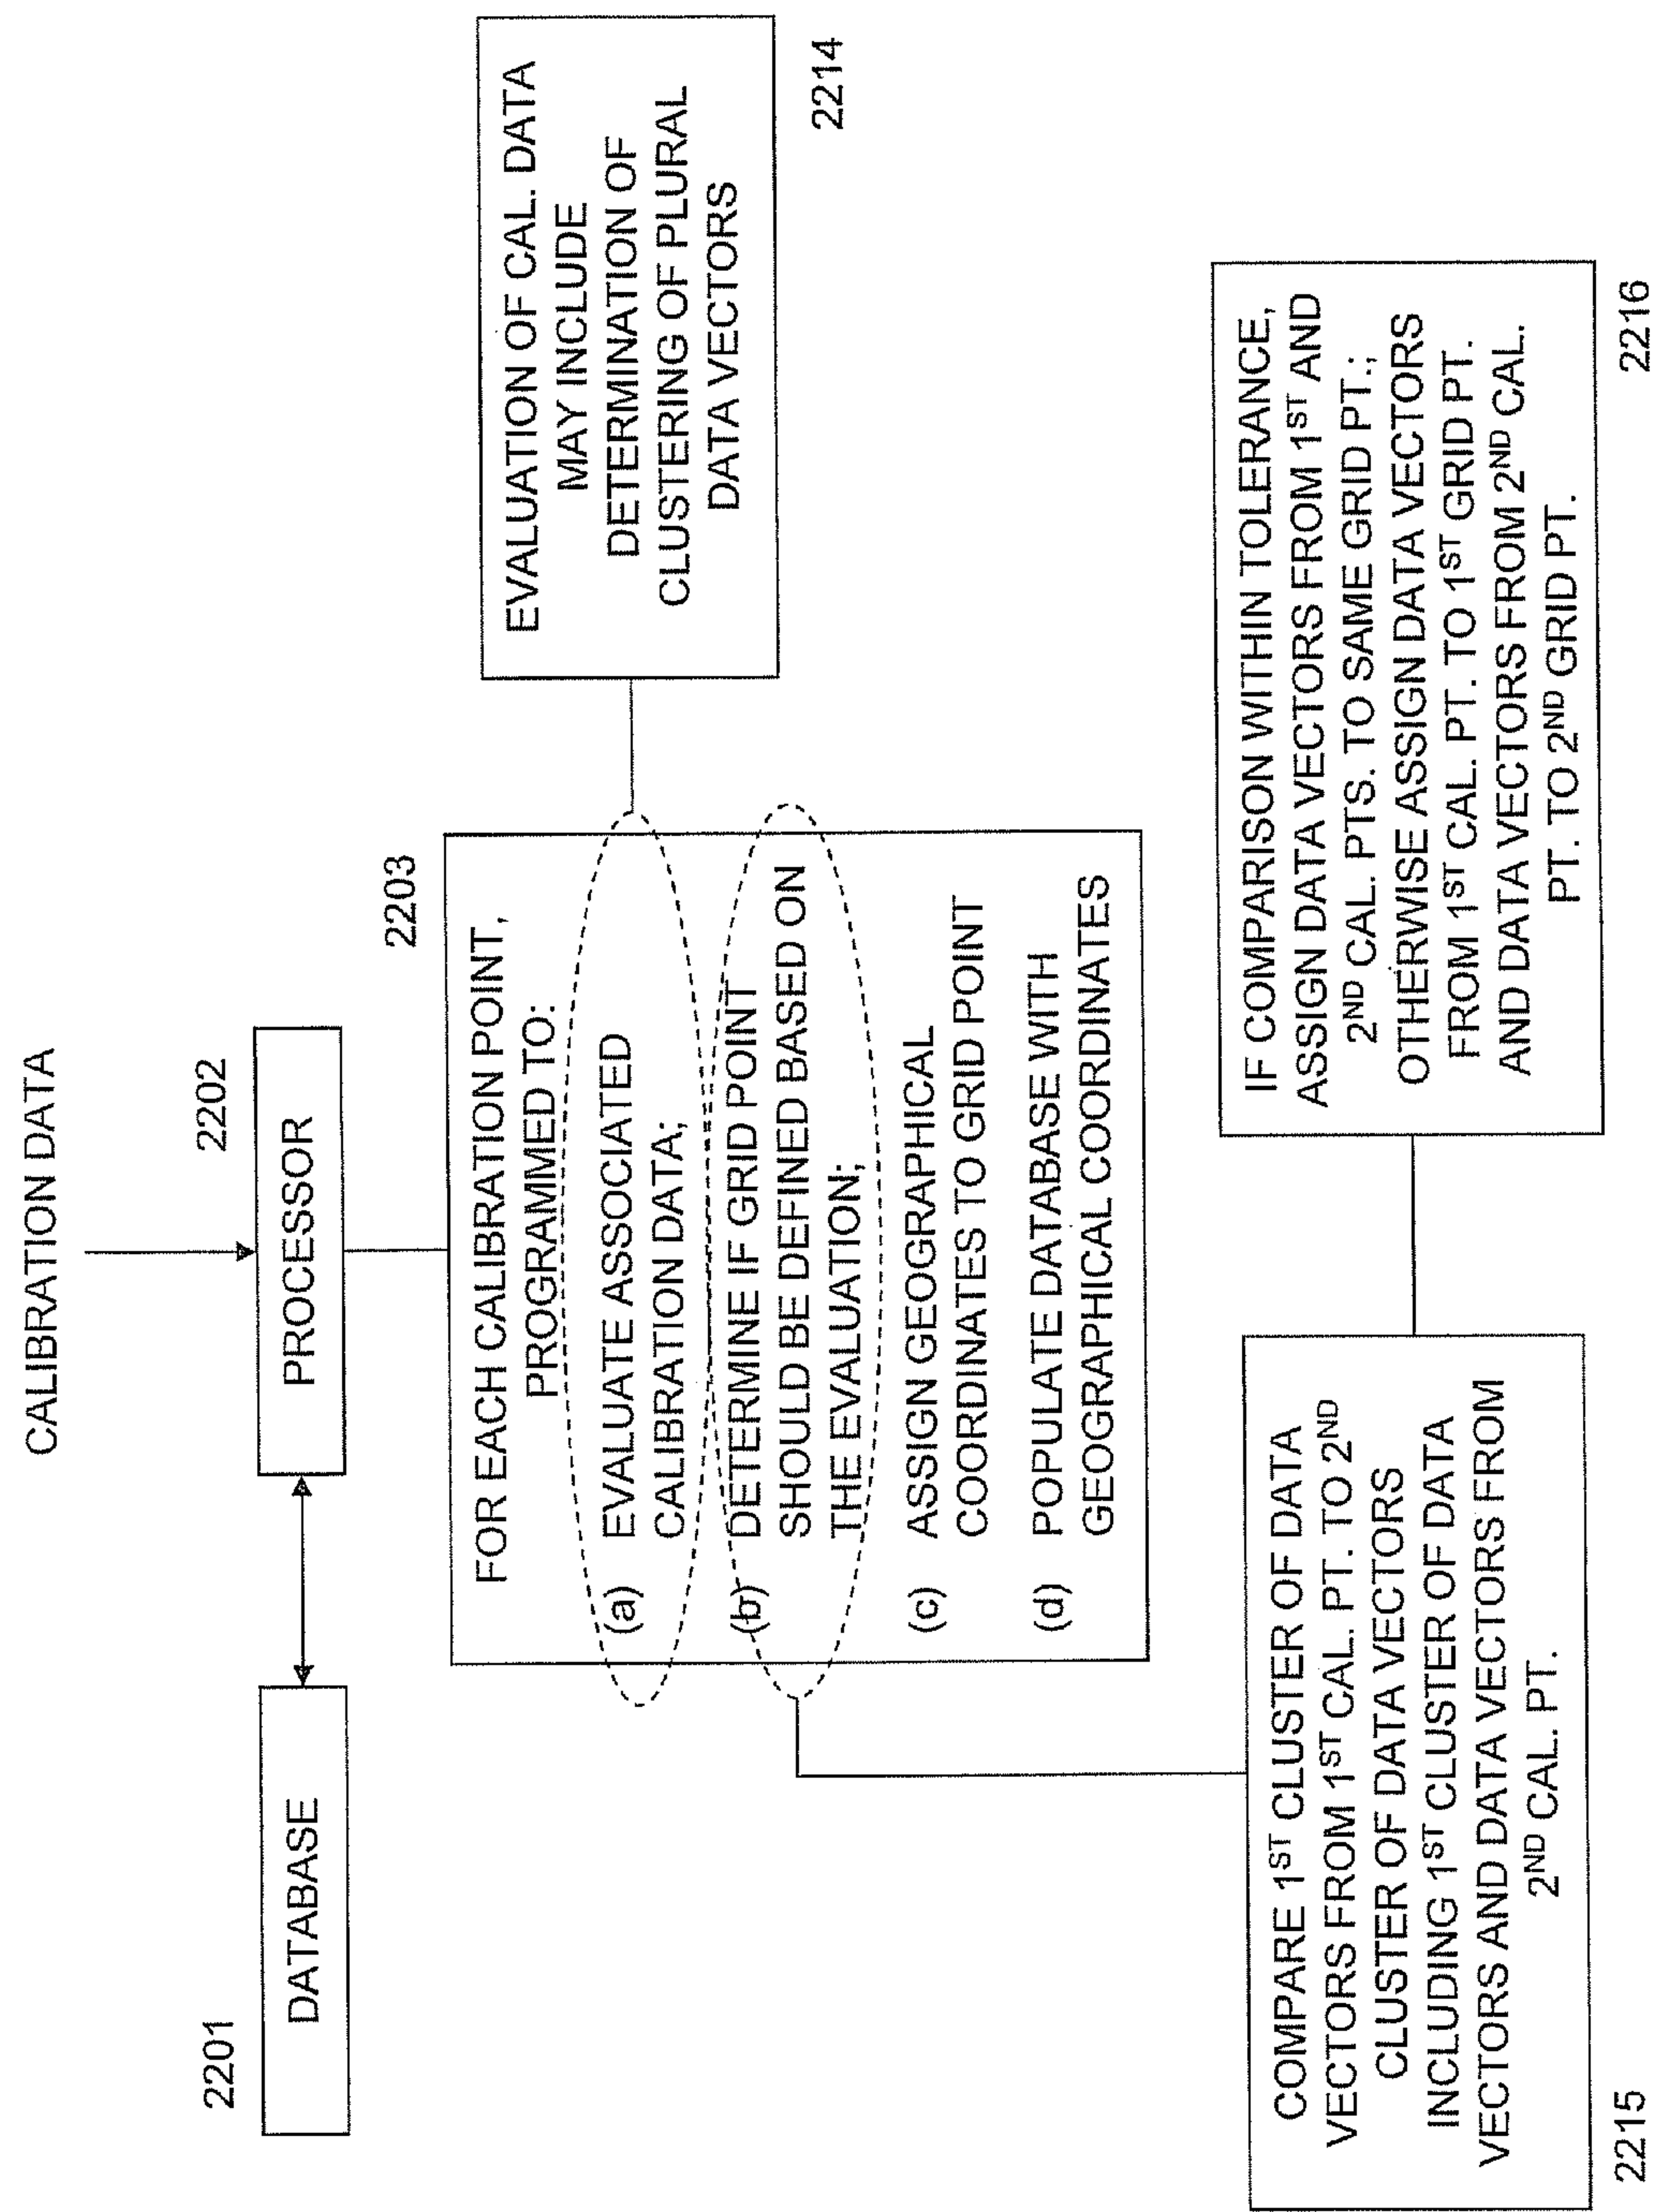 CALIBRATION DATA
2201
DATABASE
2202
PROCESSOR
2203
FOR EACH CALIBRATION POINT,
PROGRAMMED TO:
(a) EVALUATE ASSOCIATED
CALIBRATION DATA;
(b) DETERMINE IF GRID POINT
SHOULD BE DEFINED BASED ON
THE EVALUATION;
(c) ASSIGN GEOGRAPHICAL
COORDINATES TO GRID POINT
(d) POPULATE DATABASE WITH
GEOGRAPHICAL COORDINATES
EVALUATION OF CAL. DATA
MAY INCLUDE
DETERMINATION OF
CLUSTERING OF PLURAL
DATA VECTORS
2214
COMPARE 1ST CLUSTER OF DATA
VECTORS FROM 1ST CAL. PT. TO 2ND
CLUSTER OF DATA VECTORS
INCLUDING 1ST CLUSTER OF DATA
VECTORS AND DATA VECTORS FROM
2ND CAL. PT.
2215
IF COMPARISON WITHIN TOLERANCE,
ASSIGN DATA VECTORS FROM 1ST AND
2ND CAL. PTS. TO SAME GRID PT.;
OTHERWISE ASSIGN DATA VECTORS
FROM 1ST CAL. PT. TO 1ST GRID PT.
AND DATA VECTORS FROM 2ND CAL.
PT. TO 2ND GRID PT.
2216